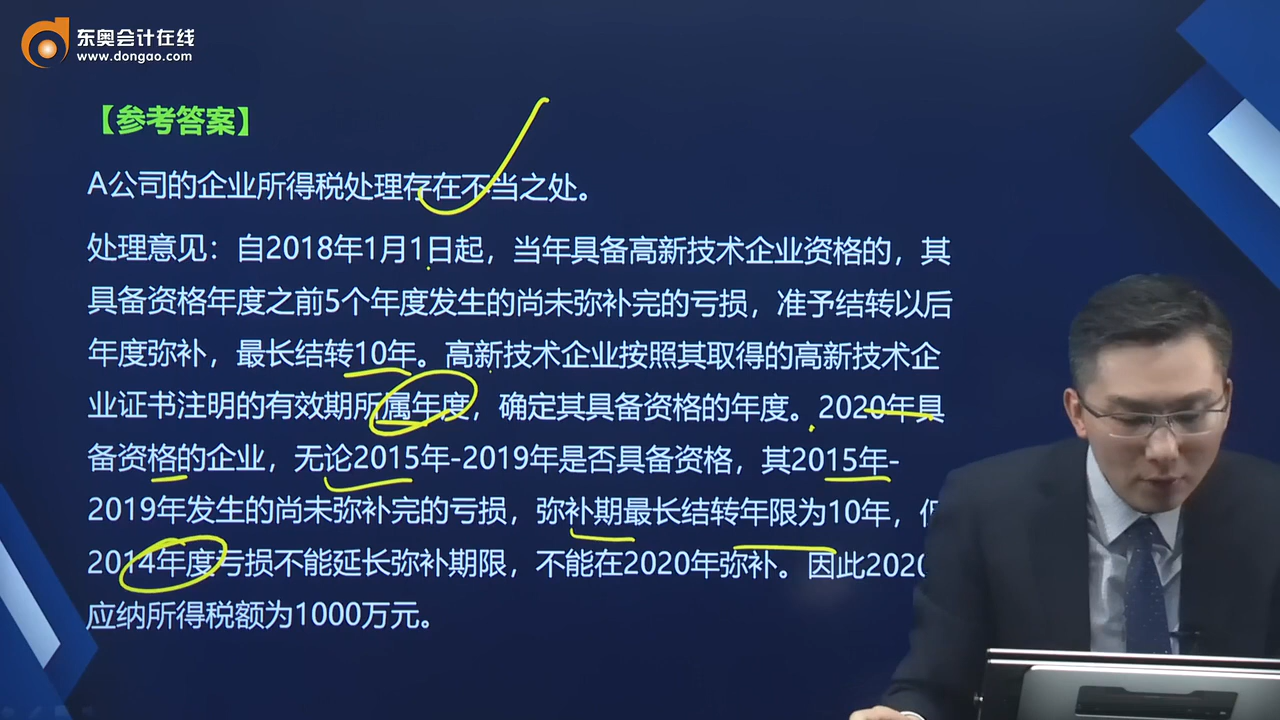 东奥会计在线
www.dongao.com
【参考答案】
A公司的企业所得税处理存在不当之处。
处理意见：自2018年1月1日起，当年具备高新技术企业资格的，其
具备资格年度之前5个年度发生的尚未弥补完的亏损，准予结转以后
年度弥补，最长结转10年。高新技术企业按照其取得的高新技术企
业证书注明的有效期所属年度，确定其具备资格的年度。2020年具
备资格的企业，无论2015年-2019年是否具备资格，其2015年-
2019年发生的尚未弥补完的亏损，弥补期最长结转年限为10年，
2014年度亏损不能延长弥补期限，不能在2020年弥补。因此2020
应纳所得税额为1000万元。